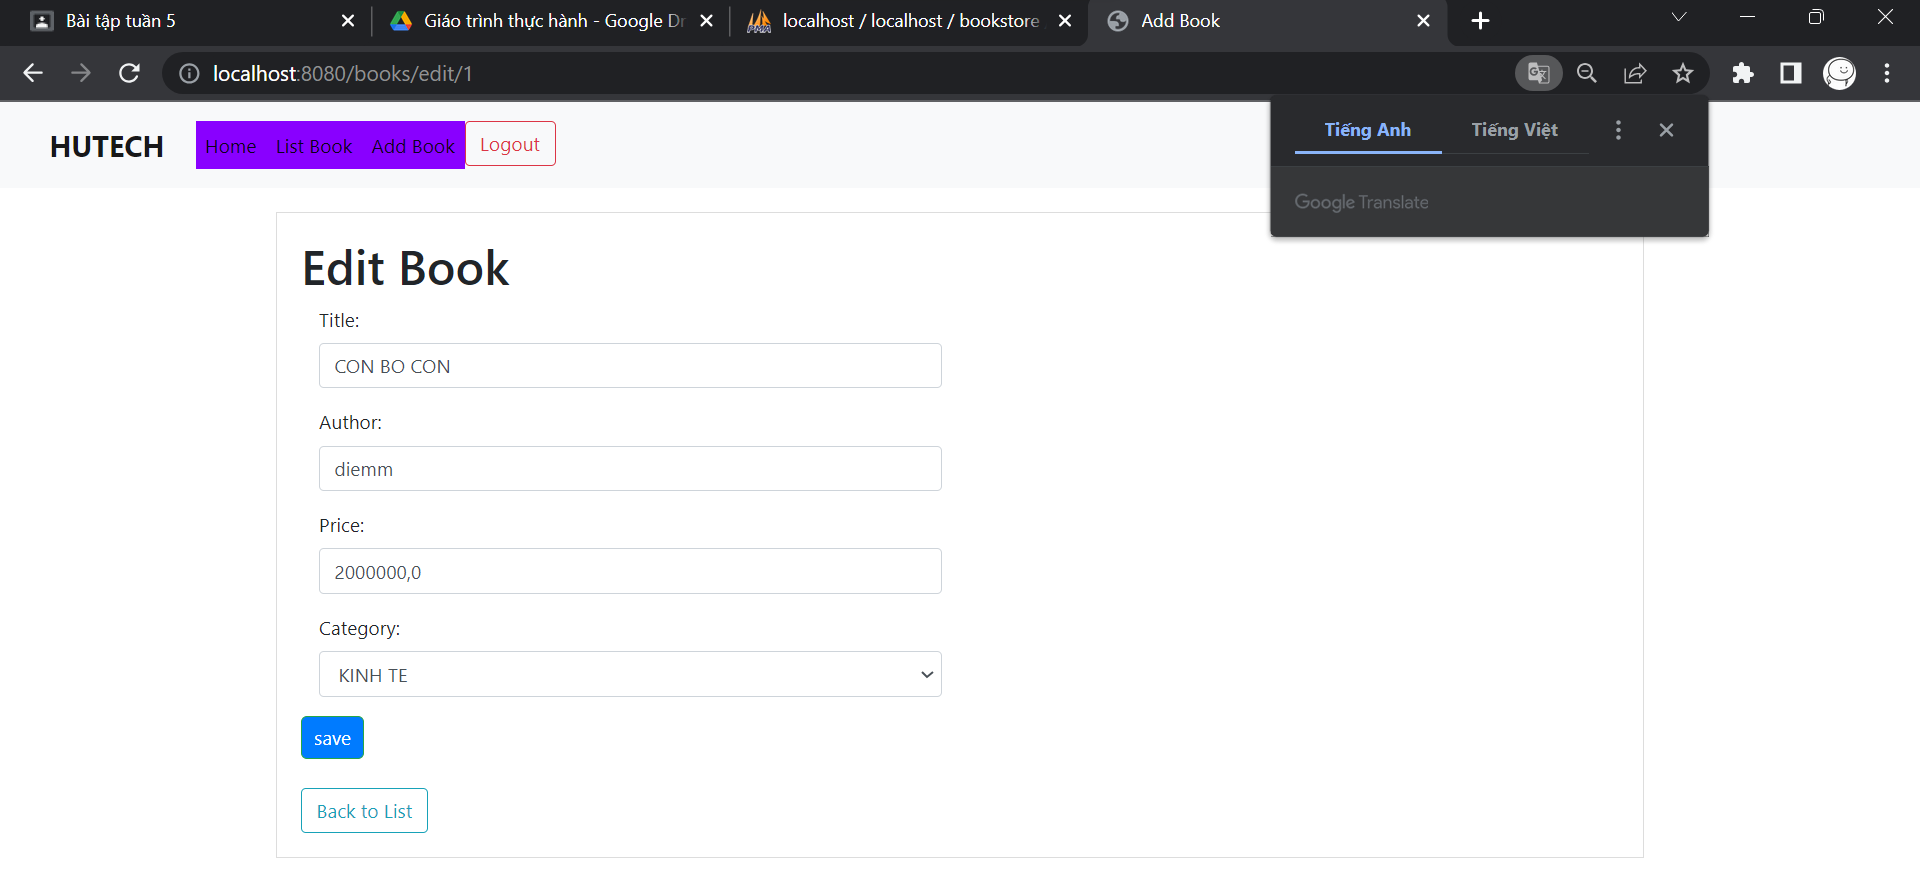 Bài tập tuần 5
Giáo trình thực hành - Google Dr
localhost / localhost / bookstore
Add Book
localhost:8080/books/edit/1
Tiếng Anh
Tiếng Việt
Google Translate
HUTECH
Home
List Book
Add Book
Logout
Edit Book
Title:
CON BO CON
Author:
diemm
Price:
2000000,0
Category:
KINH TE
save
Back to List